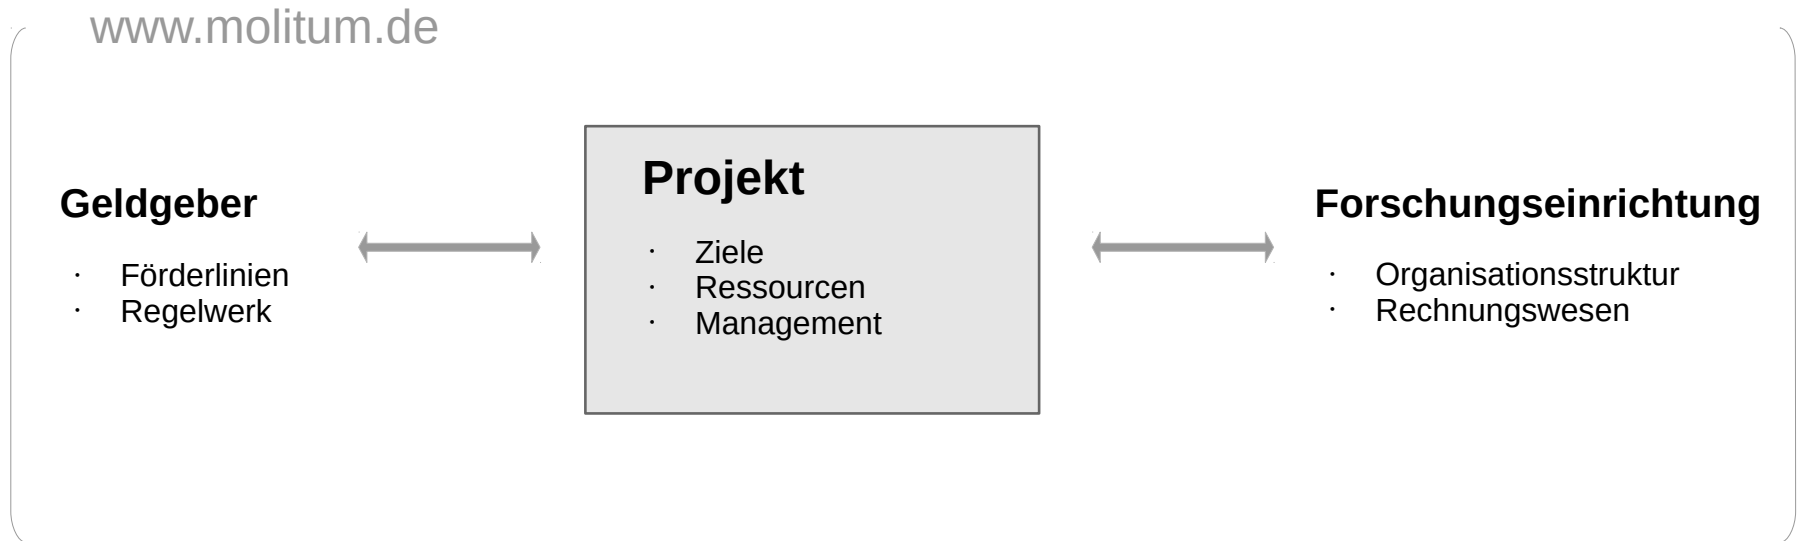 www.molitum.de
Geldgeber
· Förderlinien
· Regelwerk
Projekt
· Ziele
· Ressourcen
· Management
Forschungseinrichtung
· Organisationsstruktur
· Rechnungswesen